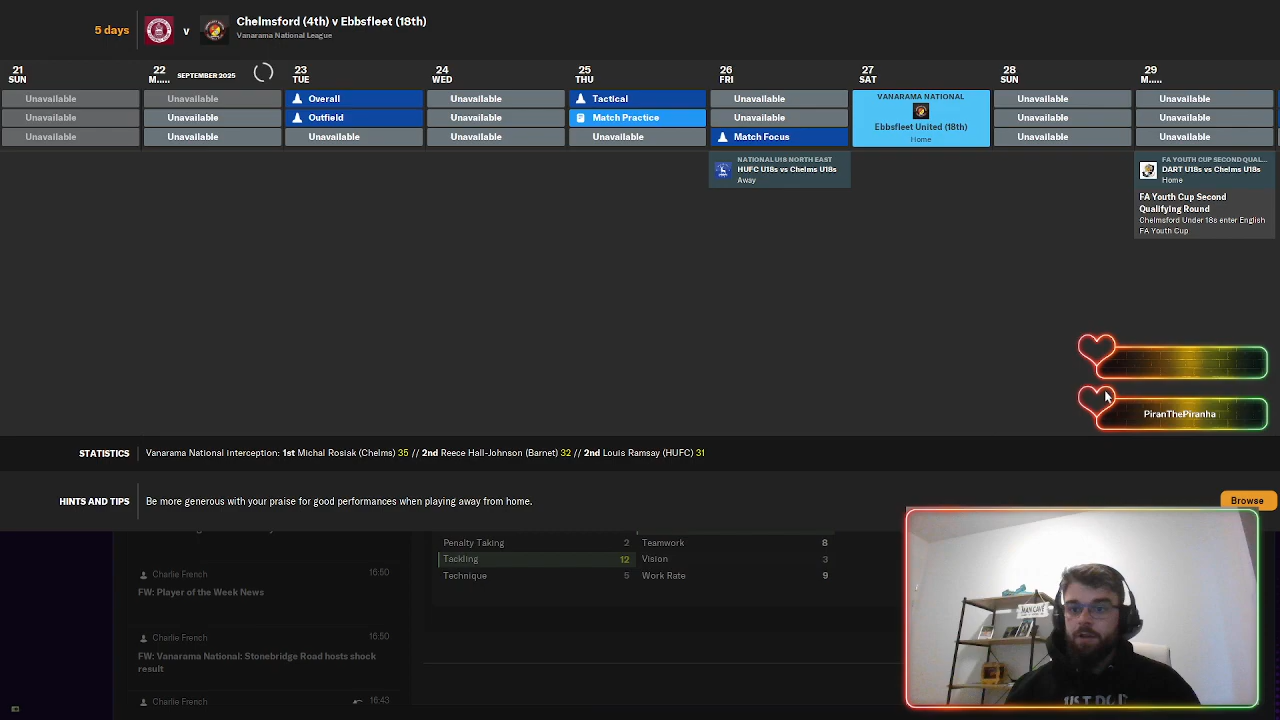 5 days
v
Chelmsford (4th) v Ebbsfleet (18th)
Vanarama National League
21
SUN
22
M.....
SEPTEMBER 2025
23
TUE
24
WED
25
THU
26
FRI
27
SAT
28
SUN
29
M.....
Unavailable
Unavailable
Overall
Unavailable
Tactical
Unavailable
VANARAMA NATIONAL
Unavailable
Unavailable
Unavailable
Unavailable
Outfield
Unavailable
Match Practice
Unavailable
Ebbsfleet United (18th)
Unavailable
Unavailable
Unavailable
Unavailable
Unavailable
Unavailable
Unavailable
Match Focus
Home
Unavailable
Unavailable
NATIONAL U18 NORTH EAST
HUFC U18s vs Chelms U18s
Away
FA YOUTH CUP SECOND QUAL...
DART U18s vs Chelms U18s
Home
FA Youth Cup Second
Qualifying Round
Chelmsford Under 18s enter English
FA Youth Cup
PiranThePiranha
STATISTICS
Vanarama National interception: 1st Michal Rosiak (Chelms) 35 // 2nd Reece Hall-Johnson (Barnet) 32 // 2nd Louis Ramsay (HUFC) 31
HINTS AND TIPS
Be more generous with your praise for good performances when playing away from home.
Browse
Penalty Taking 2
Teamwork 8
Tackling 12
Vision 3
Technique 5
Work Rate 9
Charlie French 16:50
FW: Player of the Week News
Charlie French 16:50
FW: Vanarama National: Stonebridge Road hosts shock
result
Charlie French 16:43
MAN CAVE